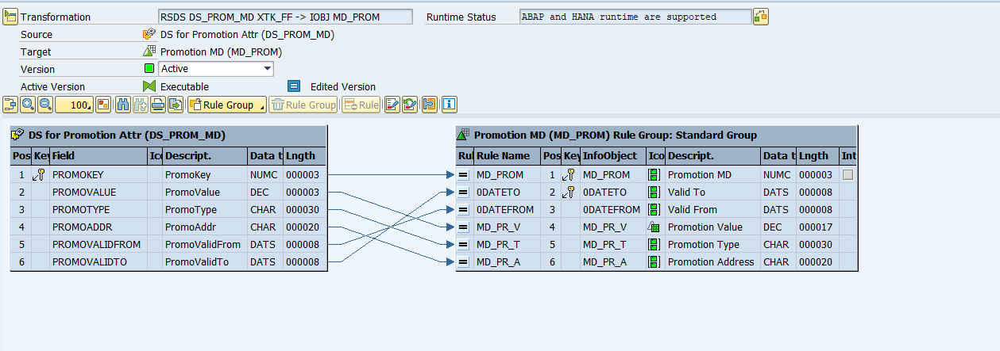 Transformation RSDS DS_PROM_MD XTK_FF -> IOBJ MD_PROM Runtime Status ABAP and HANA runtime are supported
Source DS for Promotion Attr (DS_PROM_MD)
Target Promotion MD (MD_PROM)
Version Active
Active Version Executable Edited Version
100 Rule Group Rule Group Rule
DS for Promotion Attr (DS_PROM_MD) Promotion MD (MD_PROM) Rule Group: Standard Group
Pos Key Field Ico Descript. Data t Lngth Rul Rule Name Pos Key InfoObject Ico Descript. Data t Lngth Int
1 PROMOKEY PromoKey NUMC 000003 MD_PROM 1 MD_PROM Promotion MD NUMC 000003
2 PROMOVALUE PromoValue DEC 000003 0DATETO 2 0DATETO Valid To DATS 000008
3 PROMOTYPE PromoType CHAR 000030 0DATEFROM 3 0DATEFROM Valid From DATS 000008
4 PROMOADDR PromoAddr CHAR 000020 MD_PR_V 4 MD_PR_V Promotion Value DEC 000017
5 PROMOVALIDFROM PromoValidFrom DATS 000008 MD_PR_T 5 MD_PR_T Promotion Type CHAR 000030
6 PROMOVALIDTO PromoValidTo DATS 000008 MD_PR_A 6 MD_PR_A Promotion Address CHAR 000020